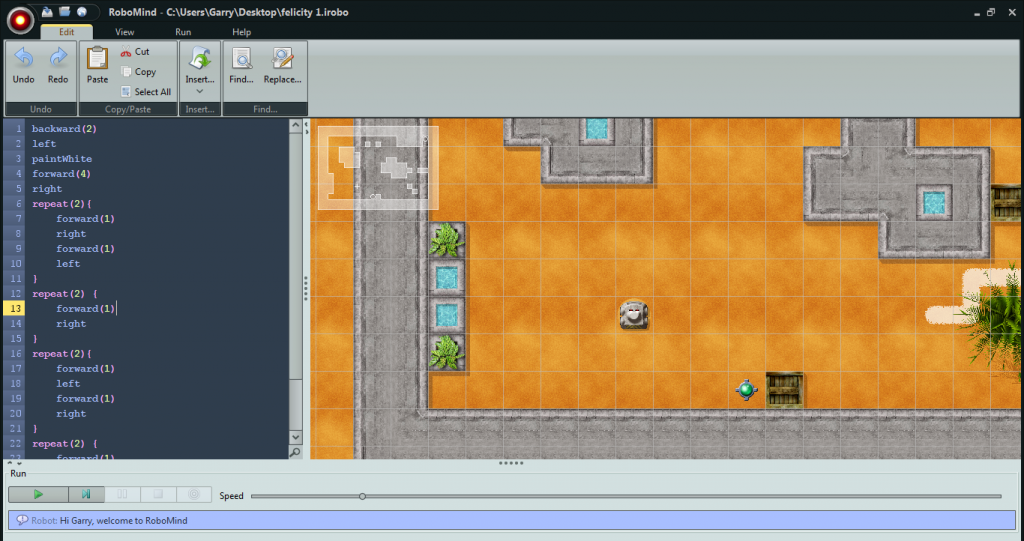 RoboMind - C:\Users\Garry\Desktop\felicity 1.irobo
Edit View Run Help
Undo Redo Paste Cut Copy Select All Insert... Find... Replace...
Undo Copy/Paste Insert... Find...
1 backward(2)
2 left
3 paintWhite
4 forward(4)
5 right
6 repeat(2){
7 forward(1)
8 right
9 forward(1)
10 left
11 }
12 repeat(2) {
13 forward(1)
14 right
15 }
16 repeat(2){
17 forward(1)
18 left
19 forward(1)
20 right
21 }
22 repeat(2) {
forward(1)
Run
Speed
Robot: Hi Garry, welcome to RoboMind